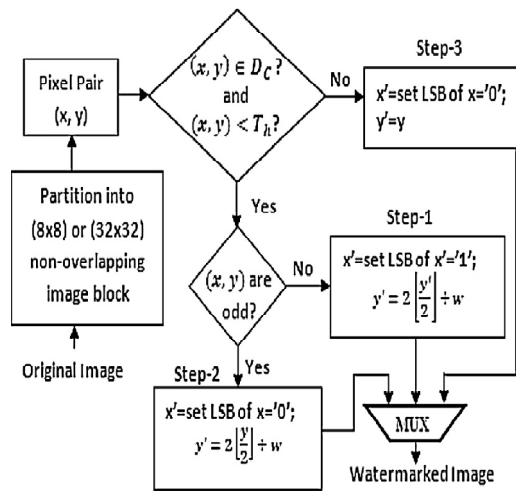 Pixel Pair
(x, y)
(x, y) ∈ D_C?
and
(x, y) < T_h?
No
Step-3
x'=set LSB of x='0';
y'=y
Partition into
(8x8) or (32x32)
non-overlapping
image block
Original Image
Yes
(x, y) are
odd?
No
Step-1
x'=set LSB of x'='1';
y' = 2⌊y'/2⌋ ÷ w
Yes
Step-2
x'=set LSB of x='0';
y' = 2⌊y/2⌋ ÷ w
MUX
Watermarked Image